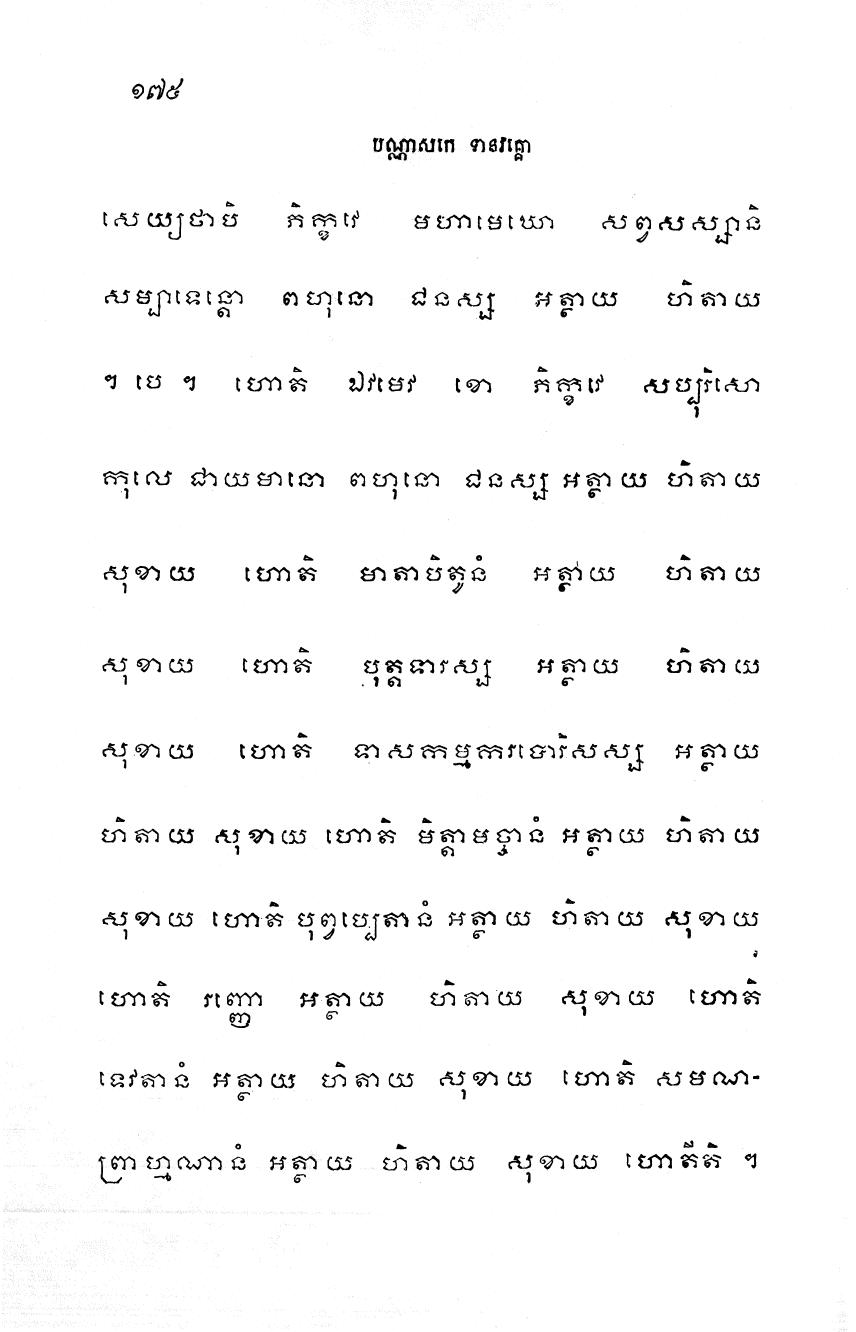 ១៧៥
បណ្ណាសកេ ទានវគ្គោ
សេយ្យថាបិ ភិក្ខវេ មហាមេឃោ សព្វសស្សានិ
សម្បាទេន្តោ ពហុនោ ជនស្ស អត្ថាយ ហិតាយ
ៗ បេ ៗ ហោតិ ឯវមេវ ខោ ភិក្ខវេ សប្បុរិសោ
កុលេ ជាយមានោ ពហុនោ ជនស្ស អត្ថាយ ហិតាយ
សុខាយ ហោតិ មាតាបិតូនំ អត្ថាយ ហិតាយ
សុខាយ ហោតិ បុត្តទារស្ស អត្ថាយ ហិតាយ
សុខាយ ហោតិ ទាសកម្មករបោរិសស្ស អត្ថាយ
ហិតាយ សុខាយ ហោតិ មិត្តាមច្ចានំ អត្ថាយ ហិតាយ
សុខាយ ហោតិ បុព្វប្បេតានំ អត្ថាយ ហិតាយ សុខាយ
ហោតិ រញ្ញោ អត្ថាយ ហិតាយ សុខាយ ហោតិ
ទេវតានំ អត្ថាយ ហិតាយ សុខាយ ហោតិ សមណ-
ព្រាហ្មណានំ អត្ថាយ ហិតាយ សុខាយ ហោតីតិ ។